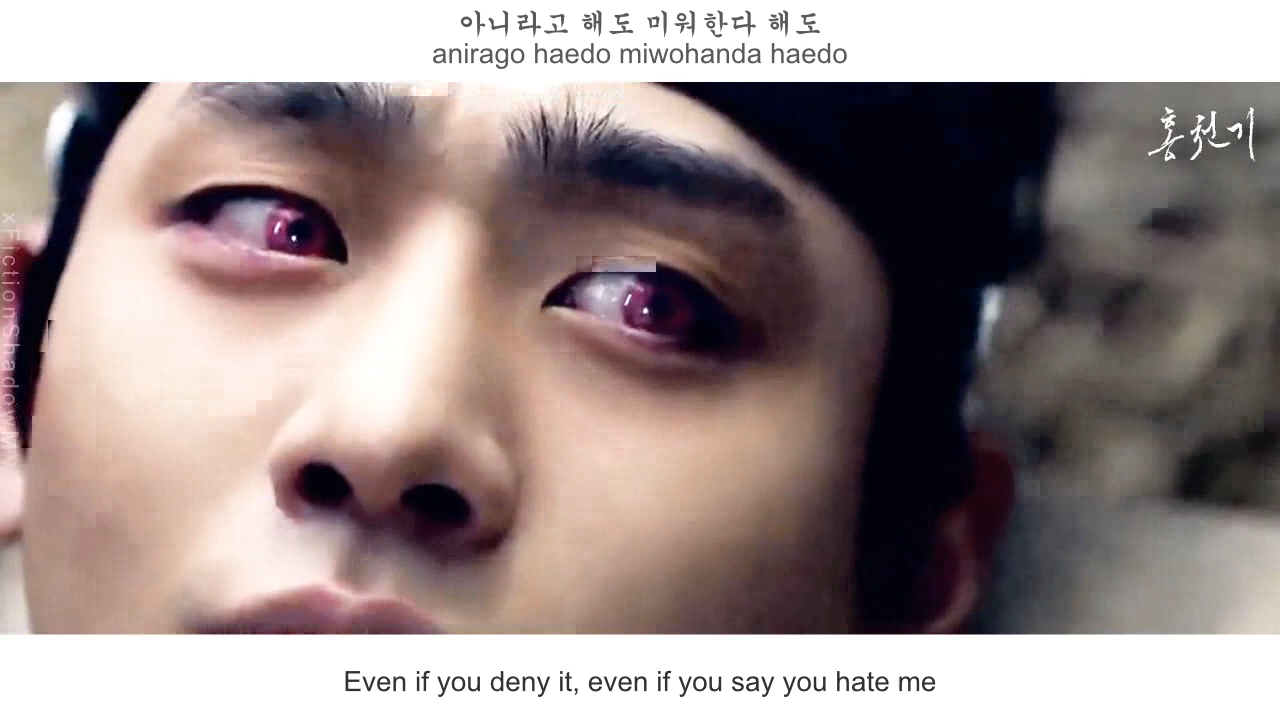 아니라고 해도 미워한다 해도
anirago haedo miwohanda haedo
홍천기
xFictionShadow
Even if you deny it, even if you say you hate me